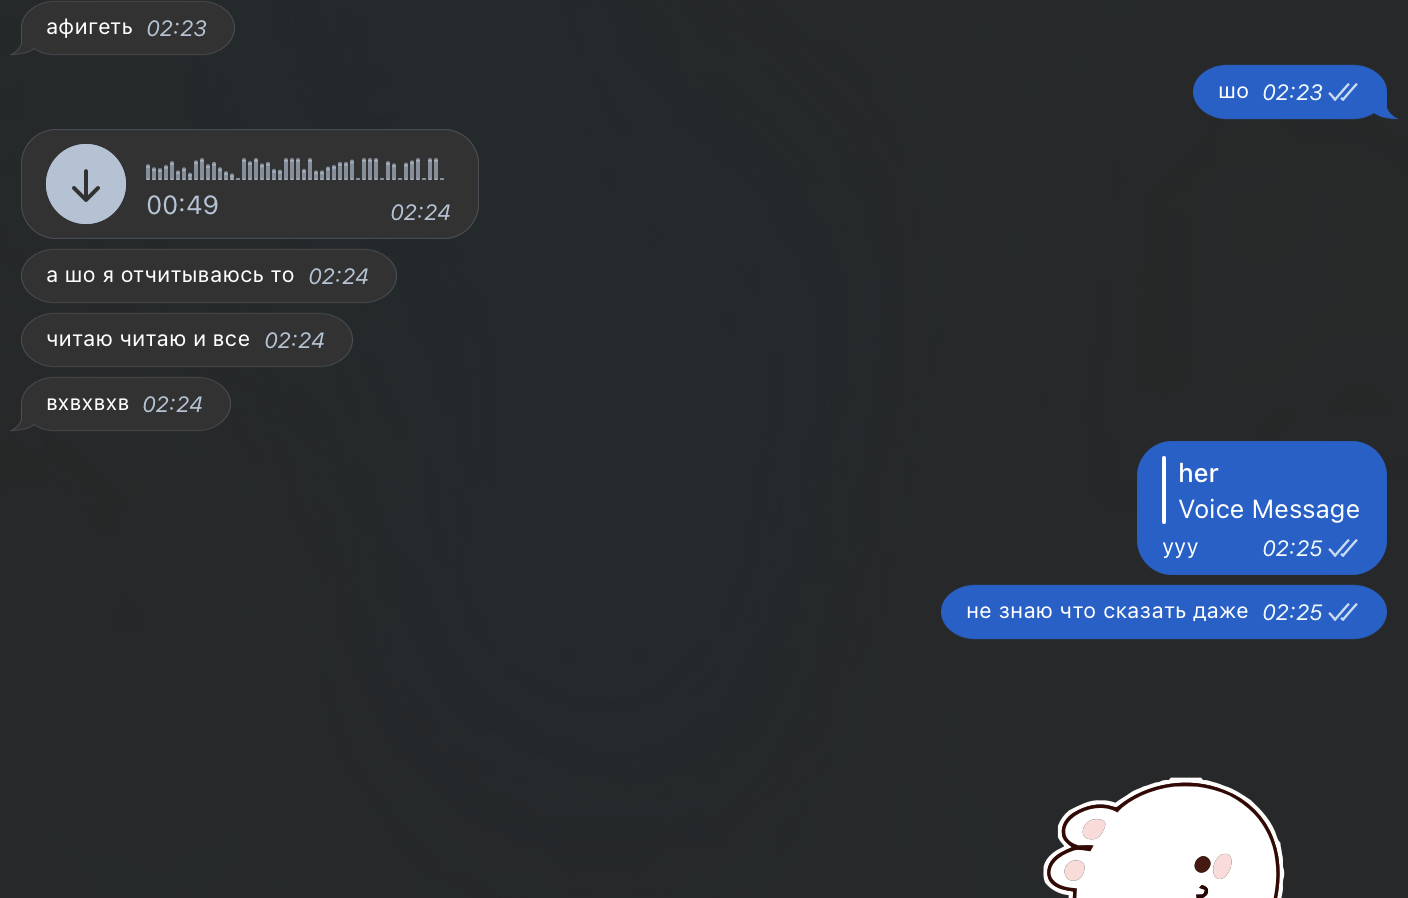 афигеть 02:23
шо 02:23
00:49 02:24
а шо я отчитываюсь то 02:24
читаю читаю и все 02:24
вхвхвхв 02:24
her
Voice Message
ууу 02:25
не знаю что сказать даже 02:25